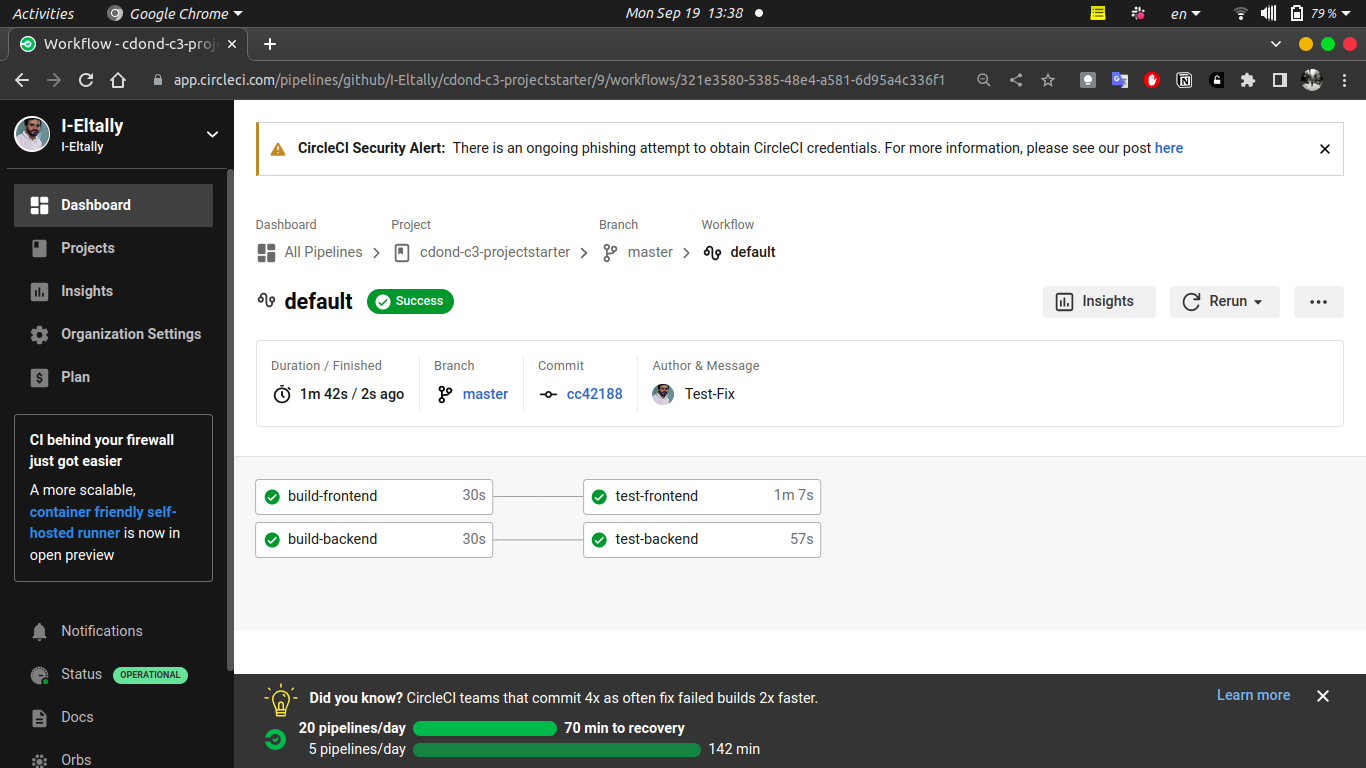 Activities
Google Chrome
Mon Sep 19 13:38
en
79 %
Workflow - cdond-c3-proj
app.circleci.com/pipelines/github/I-Eltally/cdond-c3-projectstarter/9/workflows/321e3580-5385-48e4-a581-6d95a4c336f1
I-Eltally
I-Eltally
Dashboard
Projects
Insights
Organization Settings
Plan
CI behind your firewall
just got easier
A more scalable,
container friendly self-
hosted runner is now in
open preview
Notifications
Status OPERATIONAL
Docs
Orbs
CircleCI Security Alert: There is an ongoing phishing attempt to obtain CircleCI credentials. For more information, please see our post here
Dashboard Project Branch Workflow
All Pipelines cdond-c3-projectstarter master default
default Success
Insights Rerun
Duration / Finished Branch Commit Author & Message
1m 42s / 2s ago master cc42188 Test-Fix
build-frontend 30s test-frontend 1m 7s
build-backend 30s test-backend 57s
Did you know? CircleCI teams that commit 4x as often fix failed builds 2x faster.
Learn more
20 pipelines/day 70 min to recovery
5 pipelines/day 142 min